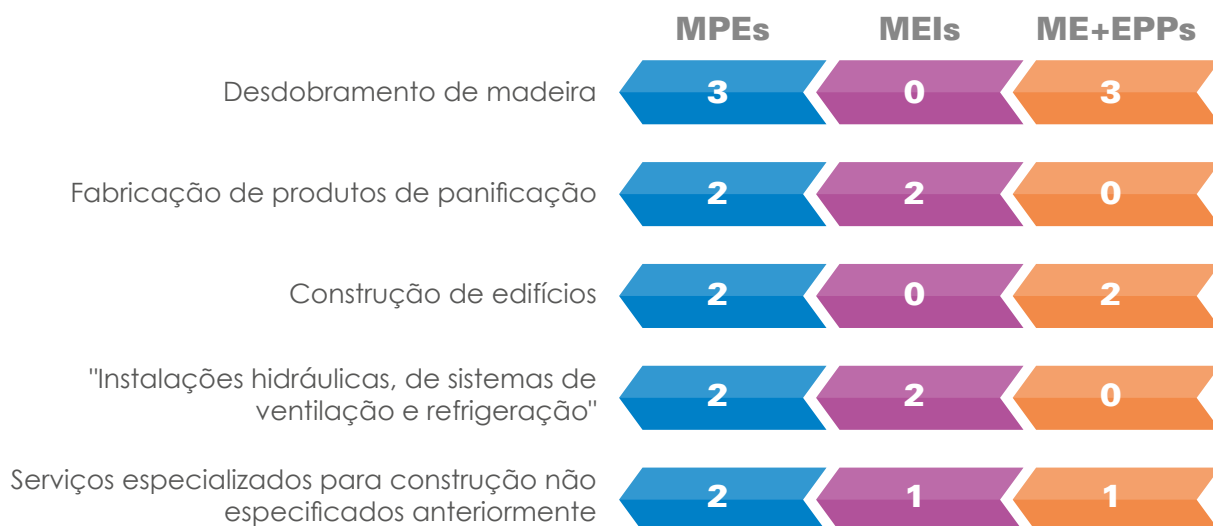 MPEs MEIs ME+EPPs
Desdobramento de madeira 3 0 3
Fabricação de produtos de panificação 2 2 0
Construção de edifícios 2 0 2
"Instalações hidráulicas, de sistemas de
ventilação e refrigeração" 2 2 0
Serviços especializados para construção não
especificados anteriormente 2 1 1